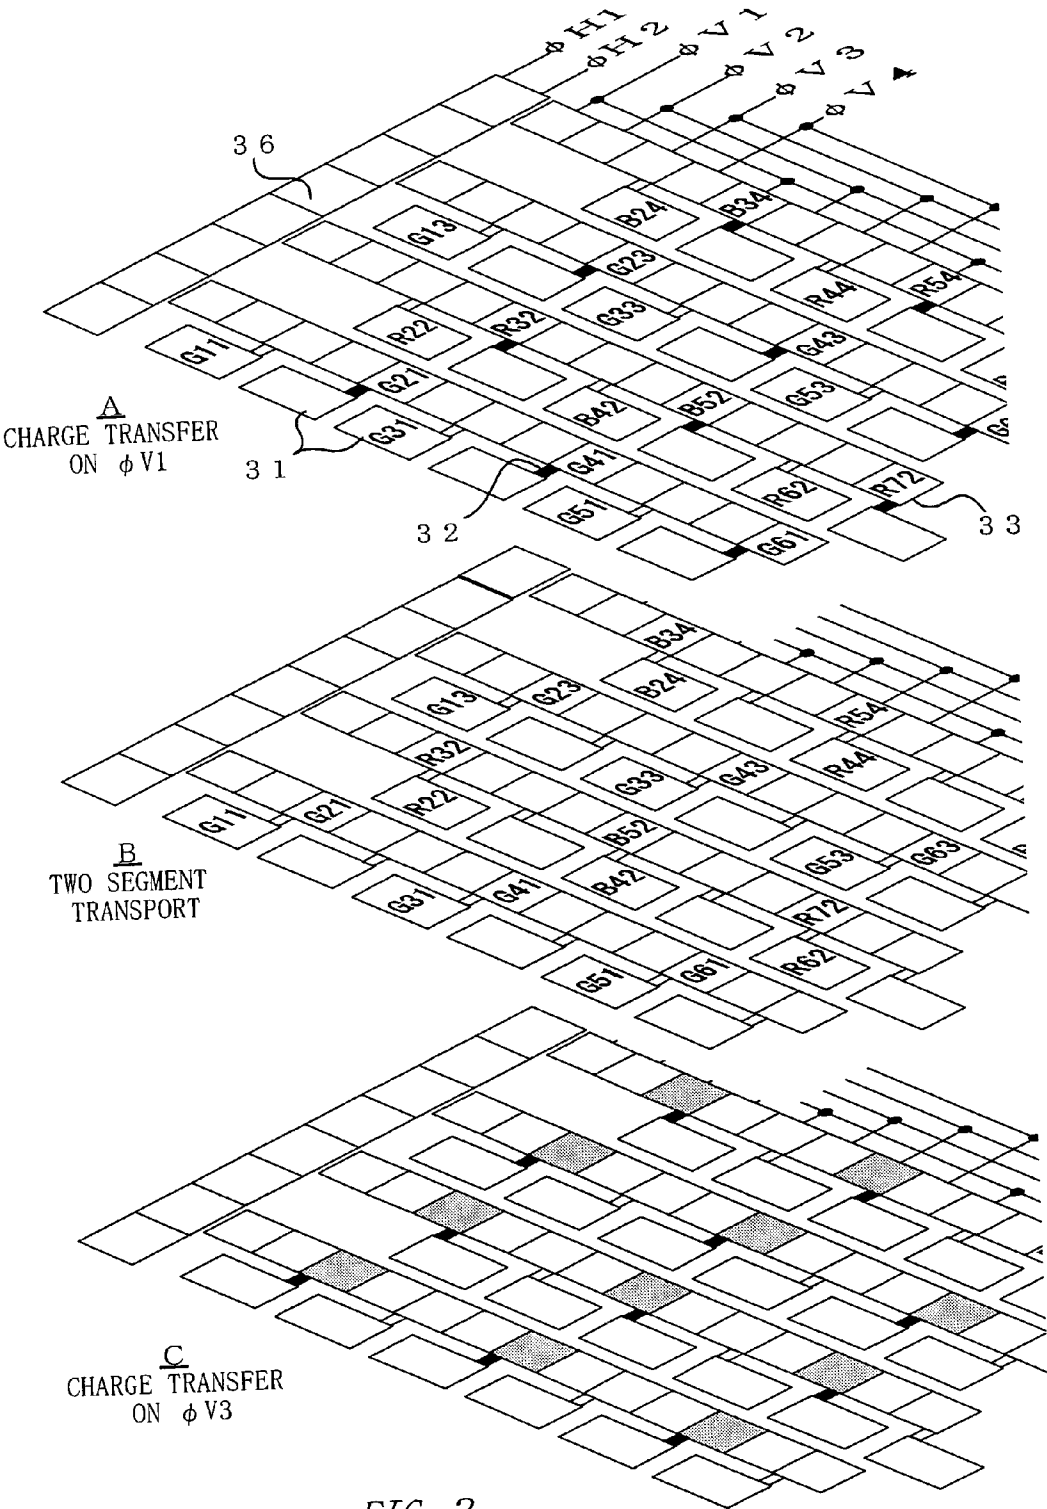 φH1
φH2
φV1
φV2
φV3
φV4
36
B24
B34
G13
G23
R44
R54
R22
R32
G33
G43
G11
G21
B42
B52
G53
A
CHARGE TRANSFER
ON φV1
31
G31
G41
R62
R72
32
G51
G61
33
B34
B24
G13
G23
R54
R32
G33
G43
R44
G11
G21
R22
B52
G53
G63
B
TWO SEGMENT
TRANSPORT
G31
G41
B42
R72
G51
G61
R62
C
CHARGE TRANSFER
ON φV3